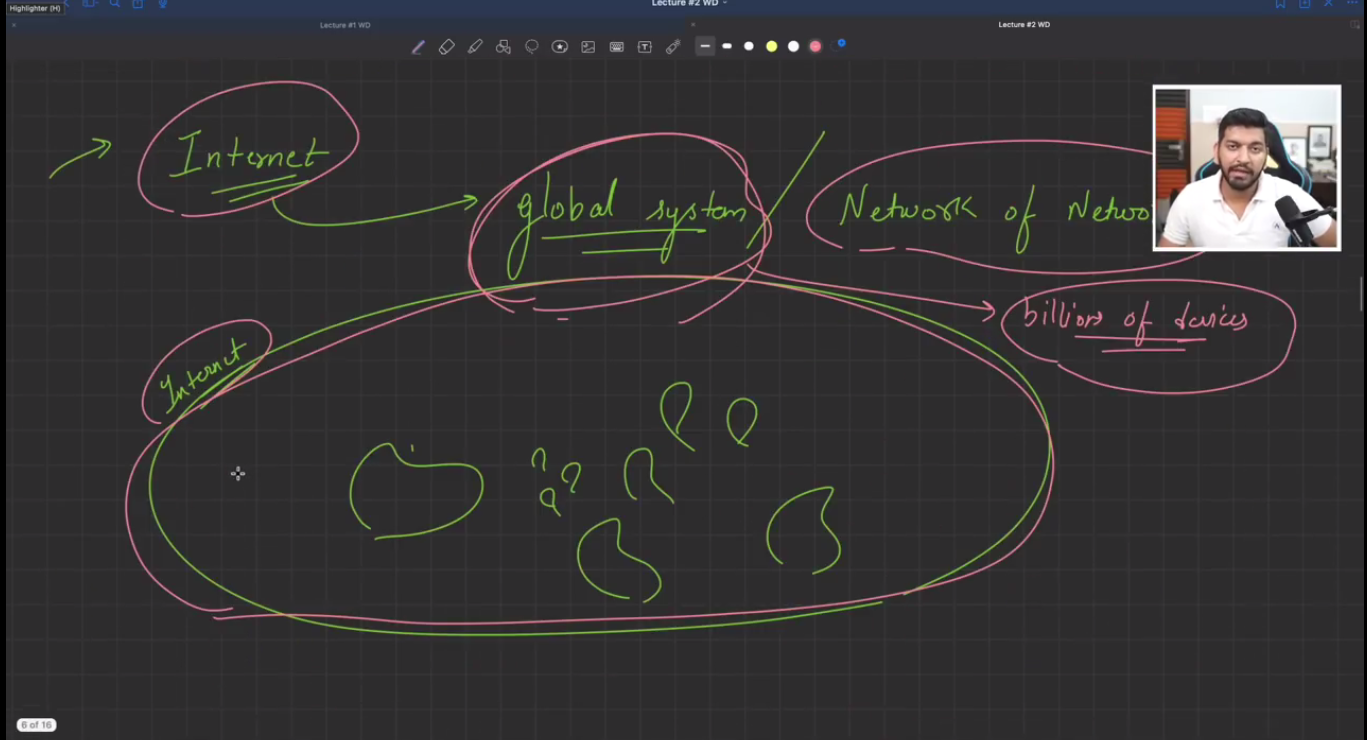 Highlighter (H)
Lecture #2 WD
Lecture #1 WD
Lecture #2 WD
Internet
global system
Network of Netwo
billions of devices
Internet
6 of 16